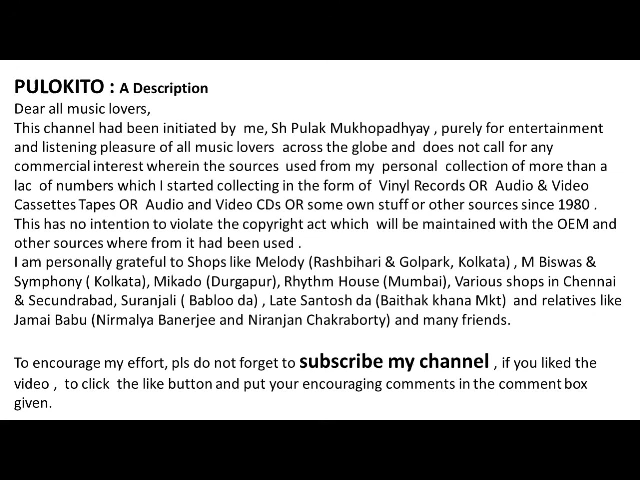 PULOKITO : A Description
Dear all music lovers,
This channel had been initiated by me, Sh Pulak Mukhopadhyay , purely for entertainment
and listening pleasure of all music lovers across the globe and does not call for any
commercial interest wherein the sources used from my personal collection of more than a
lac of numbers which I started collecting in the form of Vinyl Records OR Audio & Video
Cassettes Tapes OR Audio and Video CDs OR some own stuff or other sources since 1980 .
This has no intention to violate the copyright act which will be maintained with the OEM and
other sources where from it had been used .
I am personally grateful to Shops like Melody (Rashbihari & Golpark, Kolkata) , M Biswas &
Symphony ( Kolkata), Mikado (Durgapur), Rhythm House (Mumbai), Various shops in Chennai
& Secundrabad, Suranjali ( Babloo da) , Late Santosh da (Baithak khana Mkt) and relatives like
Jamai Babu (Nirmalya Banerjee and Niranjan Chakraborty) and many friends.
To encourage my effort, pls do not forget to subscribe my channel , if you liked the
video , to click the like button and put your encouraging comments in the comment box
given.